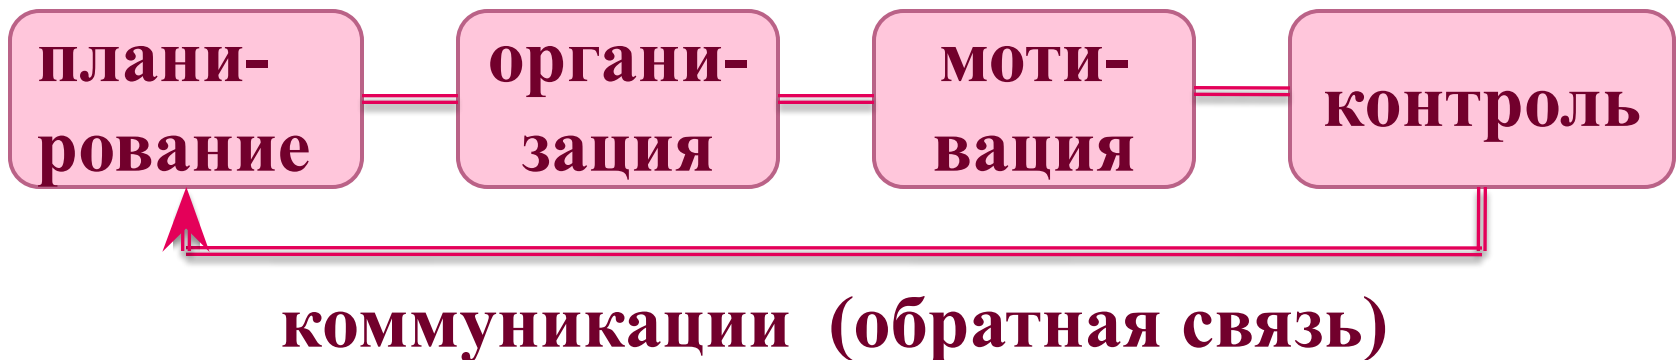 плани-
рование
органи-
зация
моти-
вация
контроль
коммуникации (обратная связь)